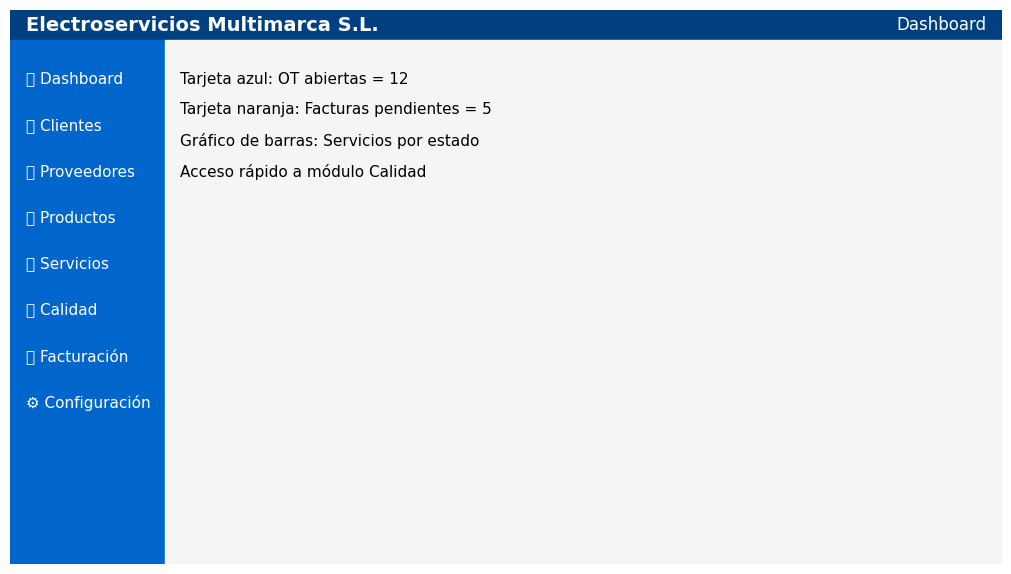 Electroservicios Multimarca S.L.
Dashboard
Dashboard
Clientes
Proveedores
Productos
Servicios
Calidad
Facturación
⚙ Configuración
Tarjeta azul: OT abiertas = 12
Tarjeta naranja: Facturas pendientes = 5
Gráfico de barras: Servicios por estado
Acceso rápido a módulo Calidad